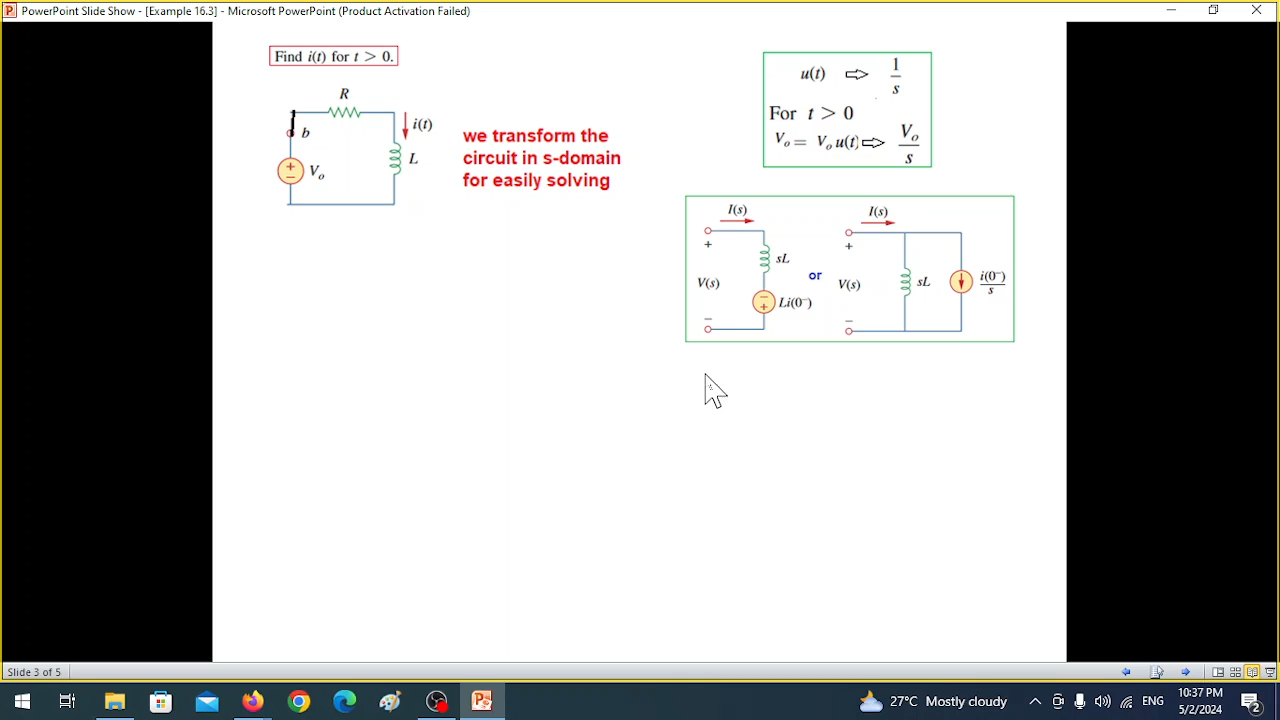 PowerPoint Slide Show - [Example 16.3] - Microsoft PowerPoint (Product Activation Failed)
Find i(t) for t > 0.
R
b
i(t)
L
+
−
Vo
we transform the
circuit in s-domain
for easily solving
u(t) ⇨ 1/s
For t > 0
Vo = Vo u(t) ⇨ Vo/s
I(s)
+
sL
V(s)
−
+
Li(0⁻)
−
or
I(s)
+
V(s)
sL
i(0⁻)/s
−
Slide 3 of 5
27°C Mostly cloudy
ENG
10:37 PM
5/2/2024
2